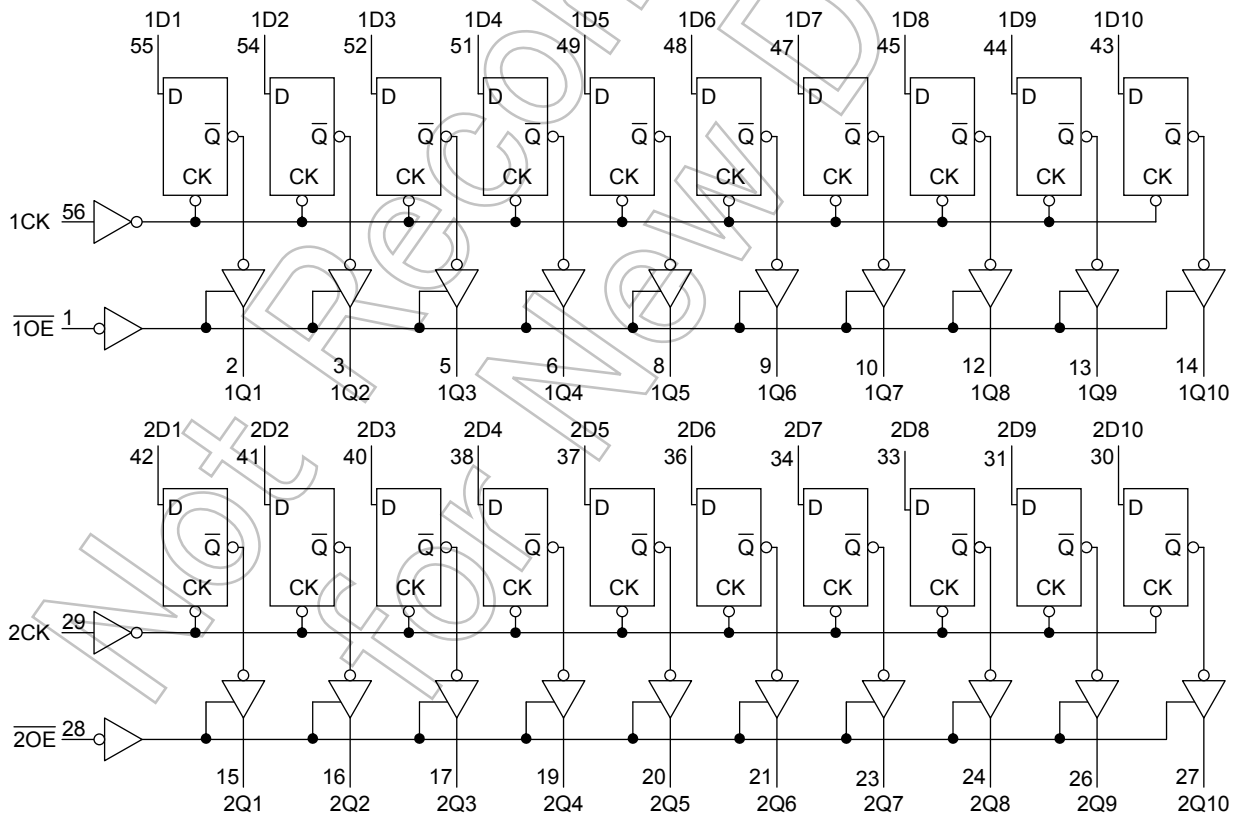 1D1 1D2 1D3 1D4 1D5 1D6 1D7 1D8 1D9 1D10
55 54 52 51 49 48 47 45 44 43
D D D D D D D D D D
Q̅ Q̅ Q̅ Q̅ Q̅ Q̅ Q̅ Q̅ Q̅ Q̅
CK CK CK CK CK CK CK CK CK CK
1CK 56
1O̅E̅ 1
2 3 5 6 8 9 10 12 13 14
1Q1 1Q2 1Q3 1Q4 1Q5 1Q6 1Q7 1Q8 1Q9 1Q10
2D1 2D2 2D3 2D4 2D5 2D6 2D7 2D8 2D9 2D10
42 41 40 38 37 36 34 33 31 30
D D D D D D D D D D
Q̅ Q̅ Q̅ Q̅ Q̅ Q̅ Q̅ Q̅ Q̅ Q̅
CK CK CK CK CK CK CK CK CK CK
2CK 29
2O̅E̅ 28
15 16 17 19 20 21 23 24 26 27
2Q1 2Q2 2Q3 2Q4 2Q5 2Q6 2Q7 2Q8 2Q9 2Q10
Not
for New